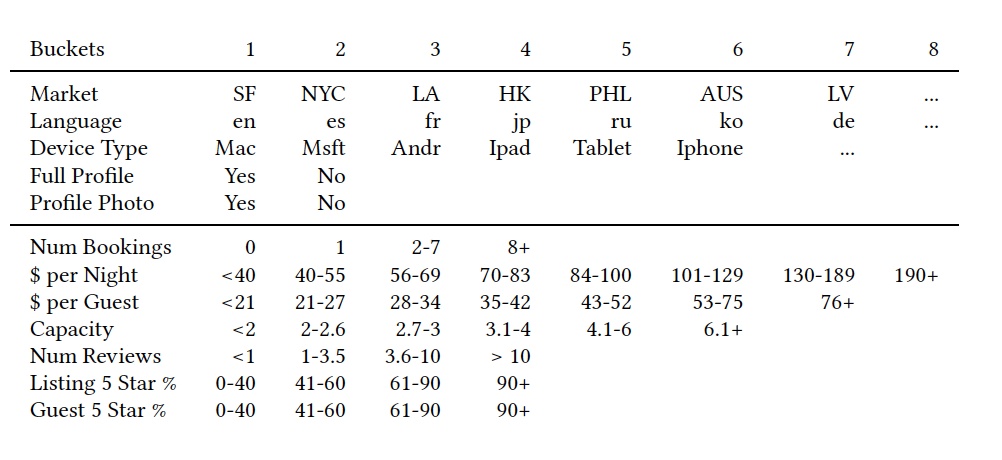 Buckets 1 2 3 4 5 6 7 8
Market SF NYC LA HK PHL AUS LV ...
Language en es fr jp ru ko de ...
Device Type Mac Msft Andr Ipad Tablet Iphone ...
Full Profile Yes No
Profile Photo Yes No
Num Bookings 0 1 2-7 8+
$ per Night <40 40-55 56-69 70-83 84-100 101-129 130-189 190+
$ per Guest <21 21-27 28-34 35-42 43-52 53-75 76+
Capacity <2 2-2.6 2.7-3 3.1-4 4.1-6 6.1+
Num Reviews <1 1-3.5 3.6-10 > 10
Listing 5 Star % 0-40 41-60 61-90 90+
Guest 5 Star % 0-40 41-60 61-90 90+